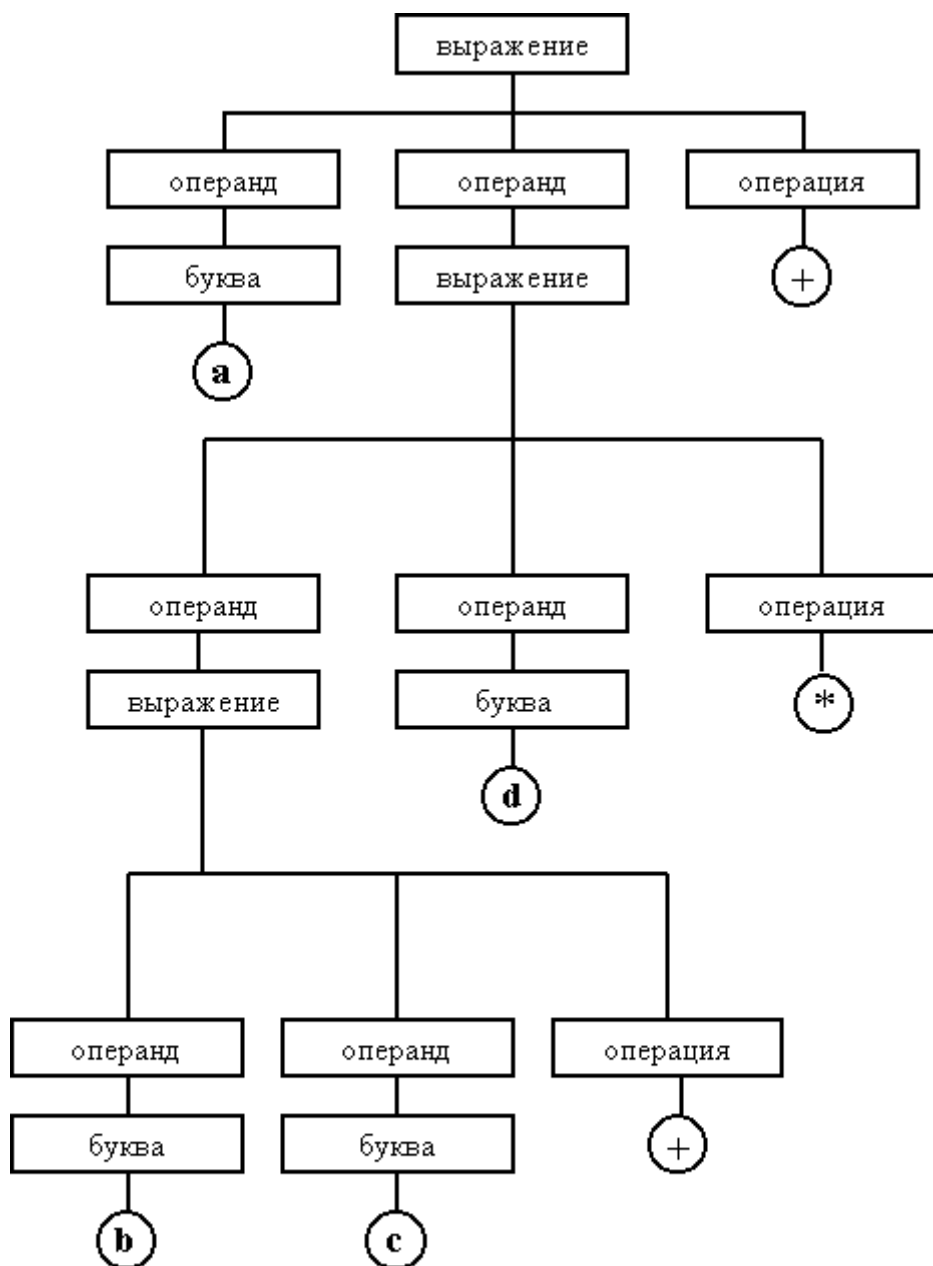 выражение
операнд операнд операция
буква выражение +
a
операнд операнд операция
выражение буква *
d
операнд операнд операция
буква буква +
b c